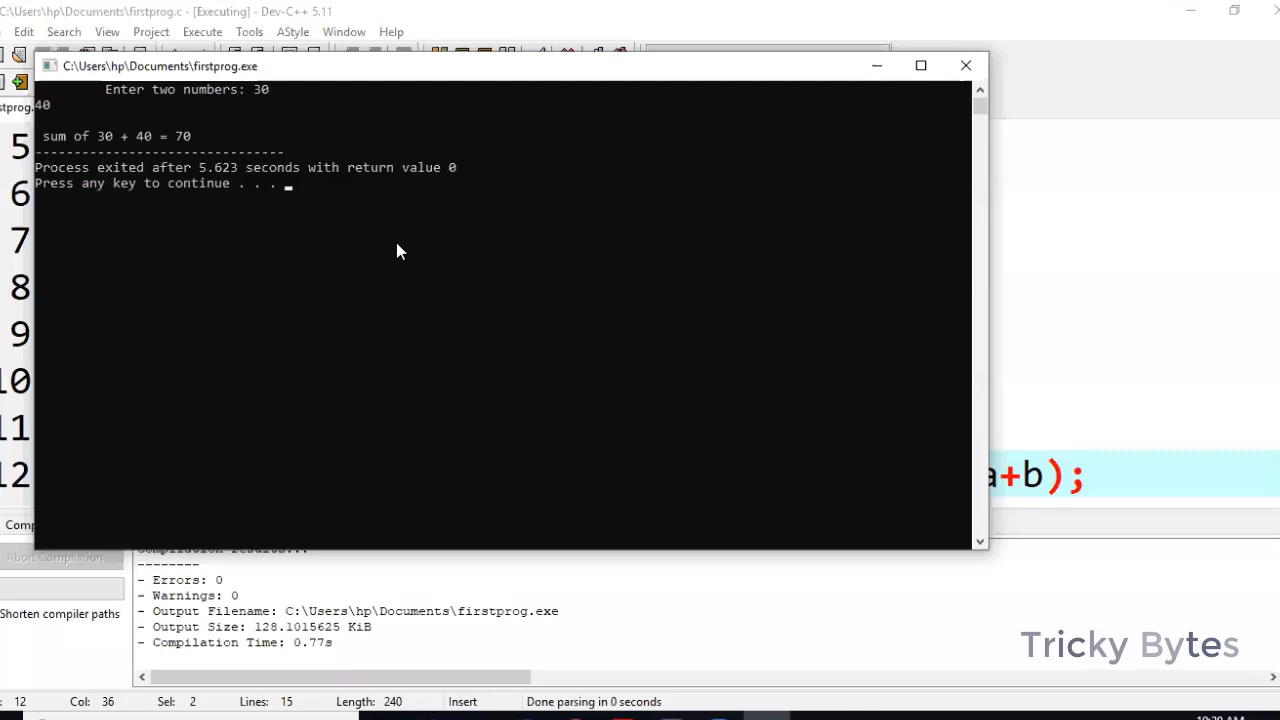 C:\Users\hp\Documents\firstprog.c - [Executing] - Dev-C++ 5.11
Edit Search View Project Execute Tools AStyle Window Help
C:\Users\hp\Documents\firstprog.exe
Enter two numbers: 30
stprog.
40
5
sum of 30 + 40 = 70
------------------------------
Process exited after 5.623 seconds with return value 0
Press any key to continue . . .
6
7
8
9
10
11
12
a+b);
Comp
Abort Compilation
Compilation results...
--------
- Errors: 0
- Warnings: 0
Shorten compiler paths
- Output Filename: C:\Users\hp\Documents\firstprog.exe
- Output Size: 128.1015625 KiB
- Compilation Time: 0.77s
Tricky Bytes
: 12 Col: 36 Sel: 2 Lines: 15 Length: 240 Insert Done parsing in 0 seconds